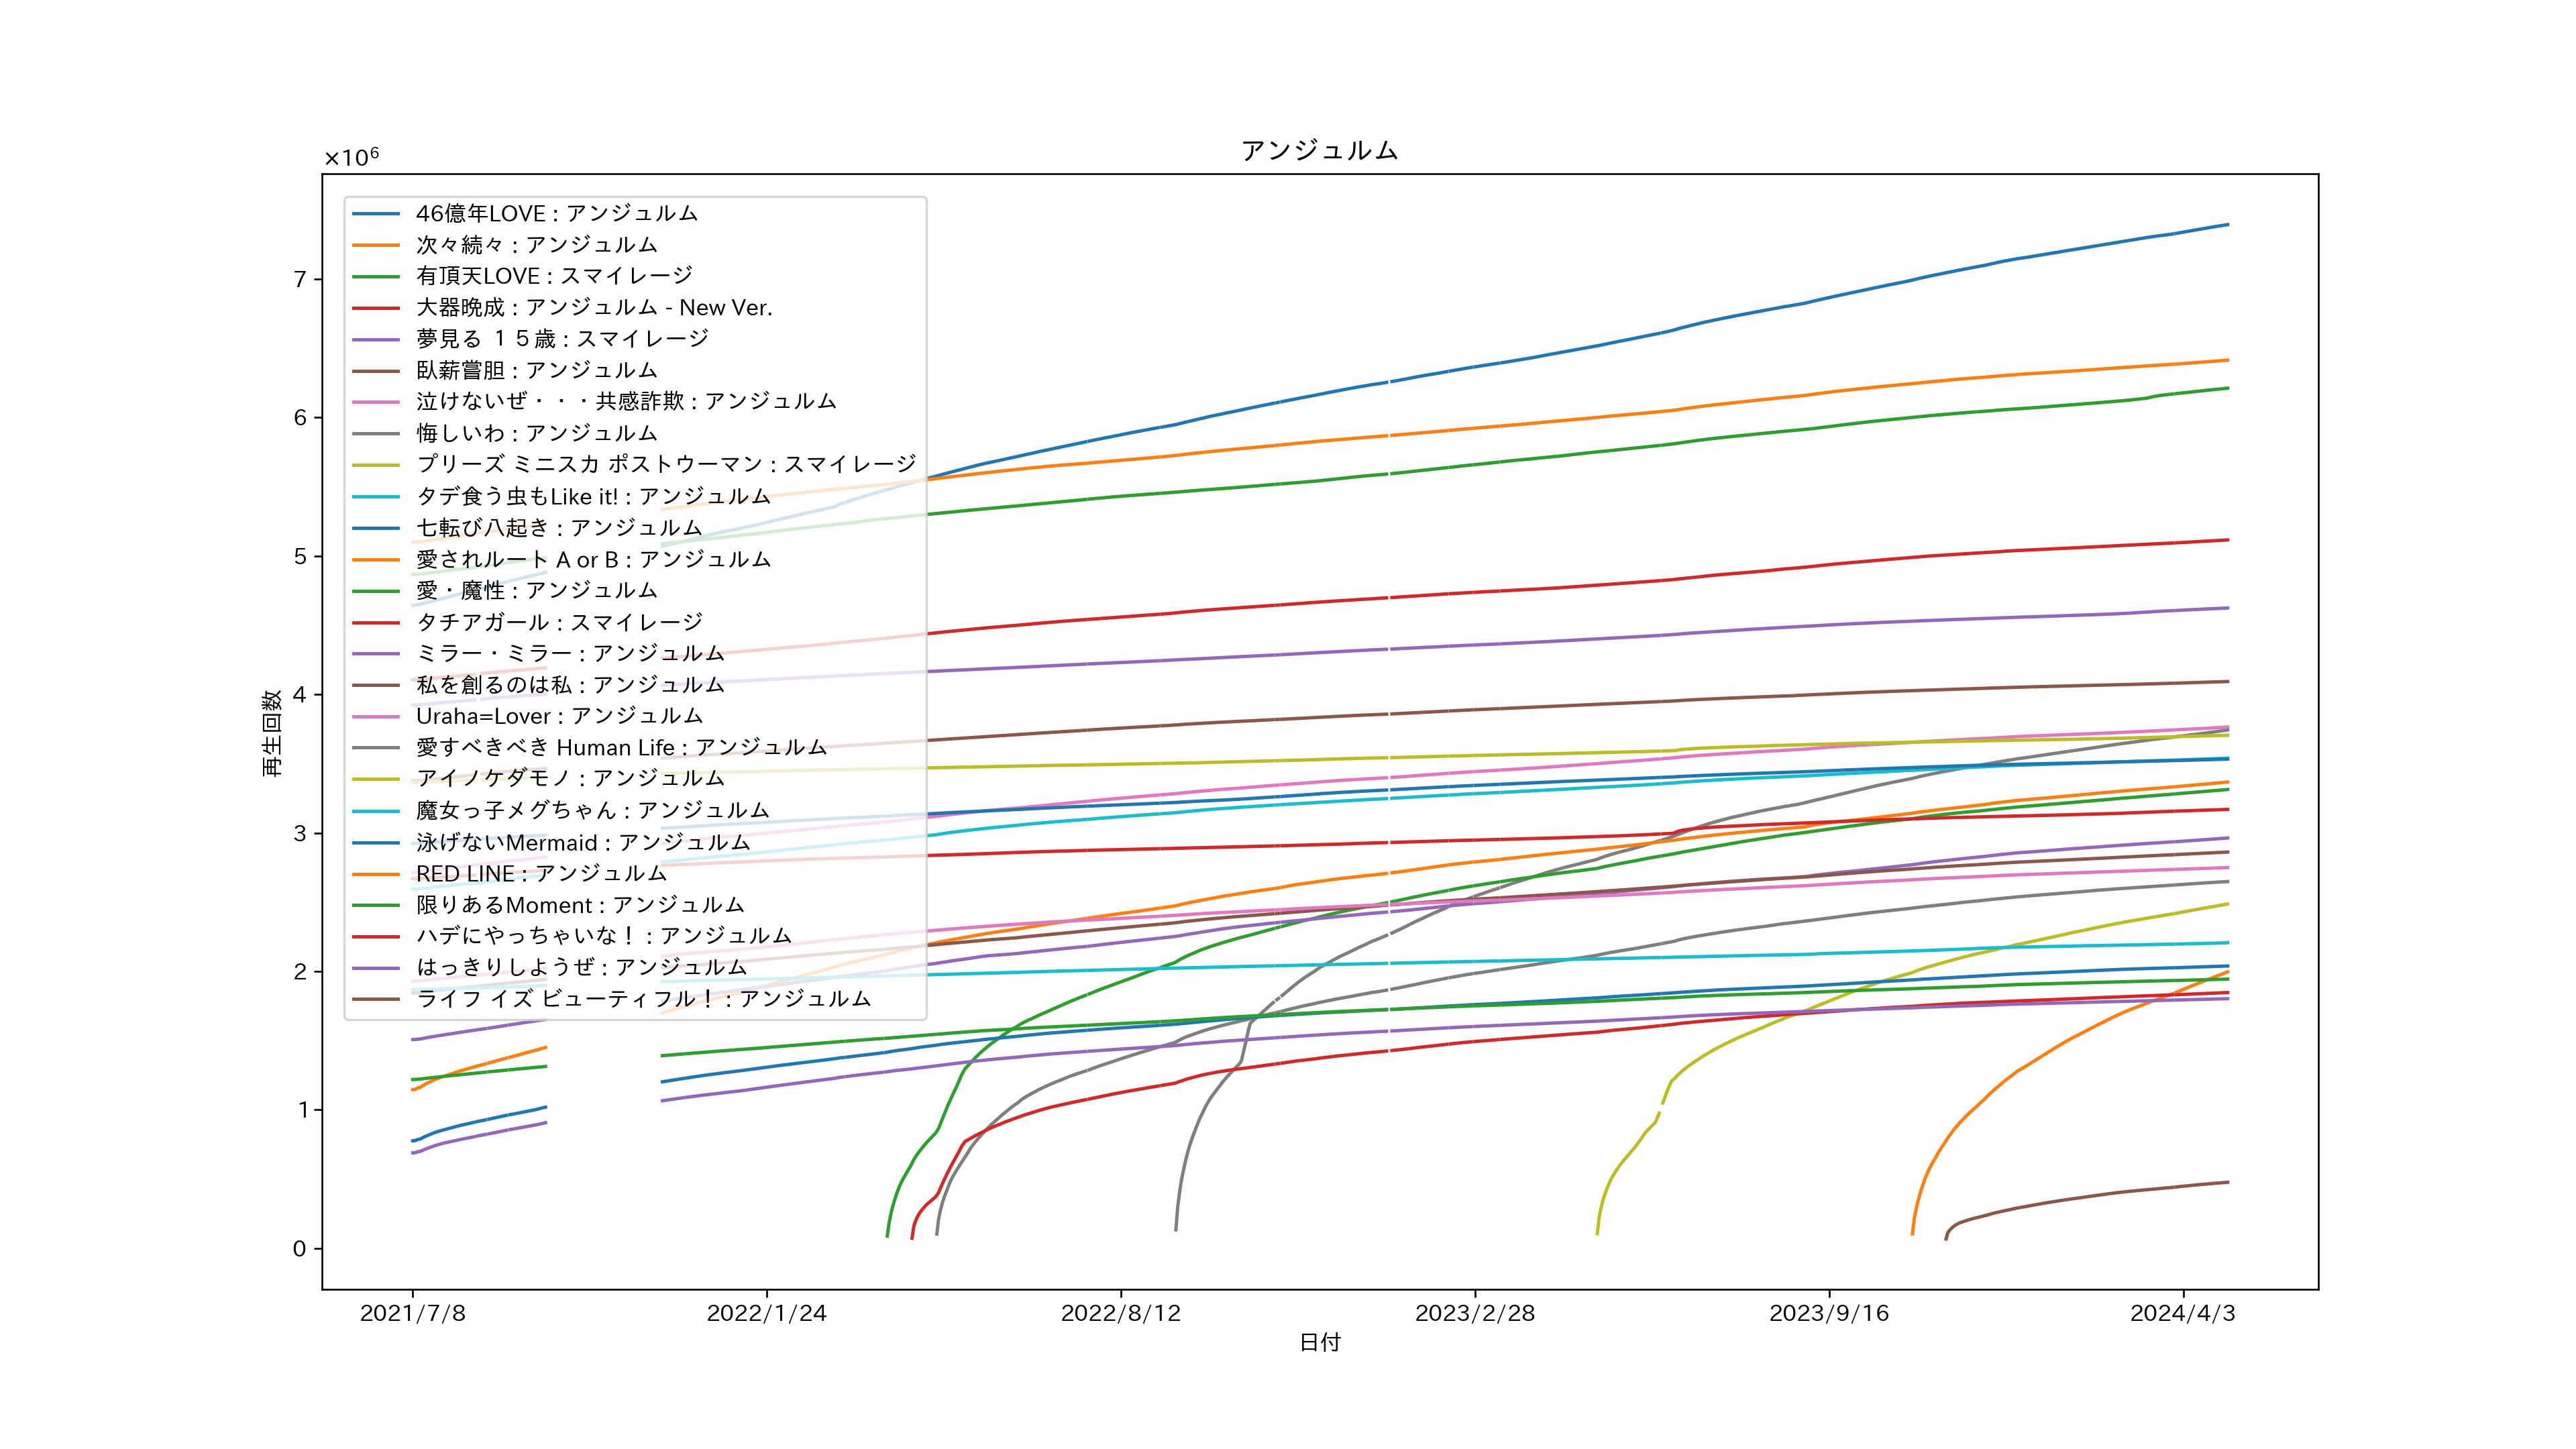 アンジュルム
×10⁶
46億年LOVE : アンジュルム
次々続々 : アンジュルム
有頂天LOVE : スマイレージ
大器晩成 : アンジュルム - New Ver.
夢見る １５歳 : スマイレージ
臥薪嘗胆 : アンジュルム
泣けないぜ・・・共感詐欺 : アンジュルム
悔しいわ : アンジュルム
プリーズ ミニスカ ポストウーマン : スマイレージ
タデ食う虫もLike it! : アンジュルム
七転び八起き : アンジュルム
愛されルート A or B : アンジュルム
愛・魔性 : アンジュルム
タチアガール : スマイレージ
ミラー・ミラー : アンジュルム
私を創るのは私 : アンジュルム
Uraha=Lover : アンジュルム
愛すべきべき Human Life : アンジュルム
アイノケダモノ : アンジュルム
魔女っ子メグちゃん : アンジュルム
泳げないMermaid : アンジュルム
RED LINE : アンジュルム
限りあるMoment : アンジュルム
ハデにやっちゃいな！ : アンジュルム
はっきりしようぜ : アンジュルム
ライフ イズ ビューティフル！ : アンジュルム
7
6
5
4
3
2
1
0
再生回数
2021/7/8 2022/1/24 2022/8/12 2023/2/28 2023/9/16 2024/4/3
日付